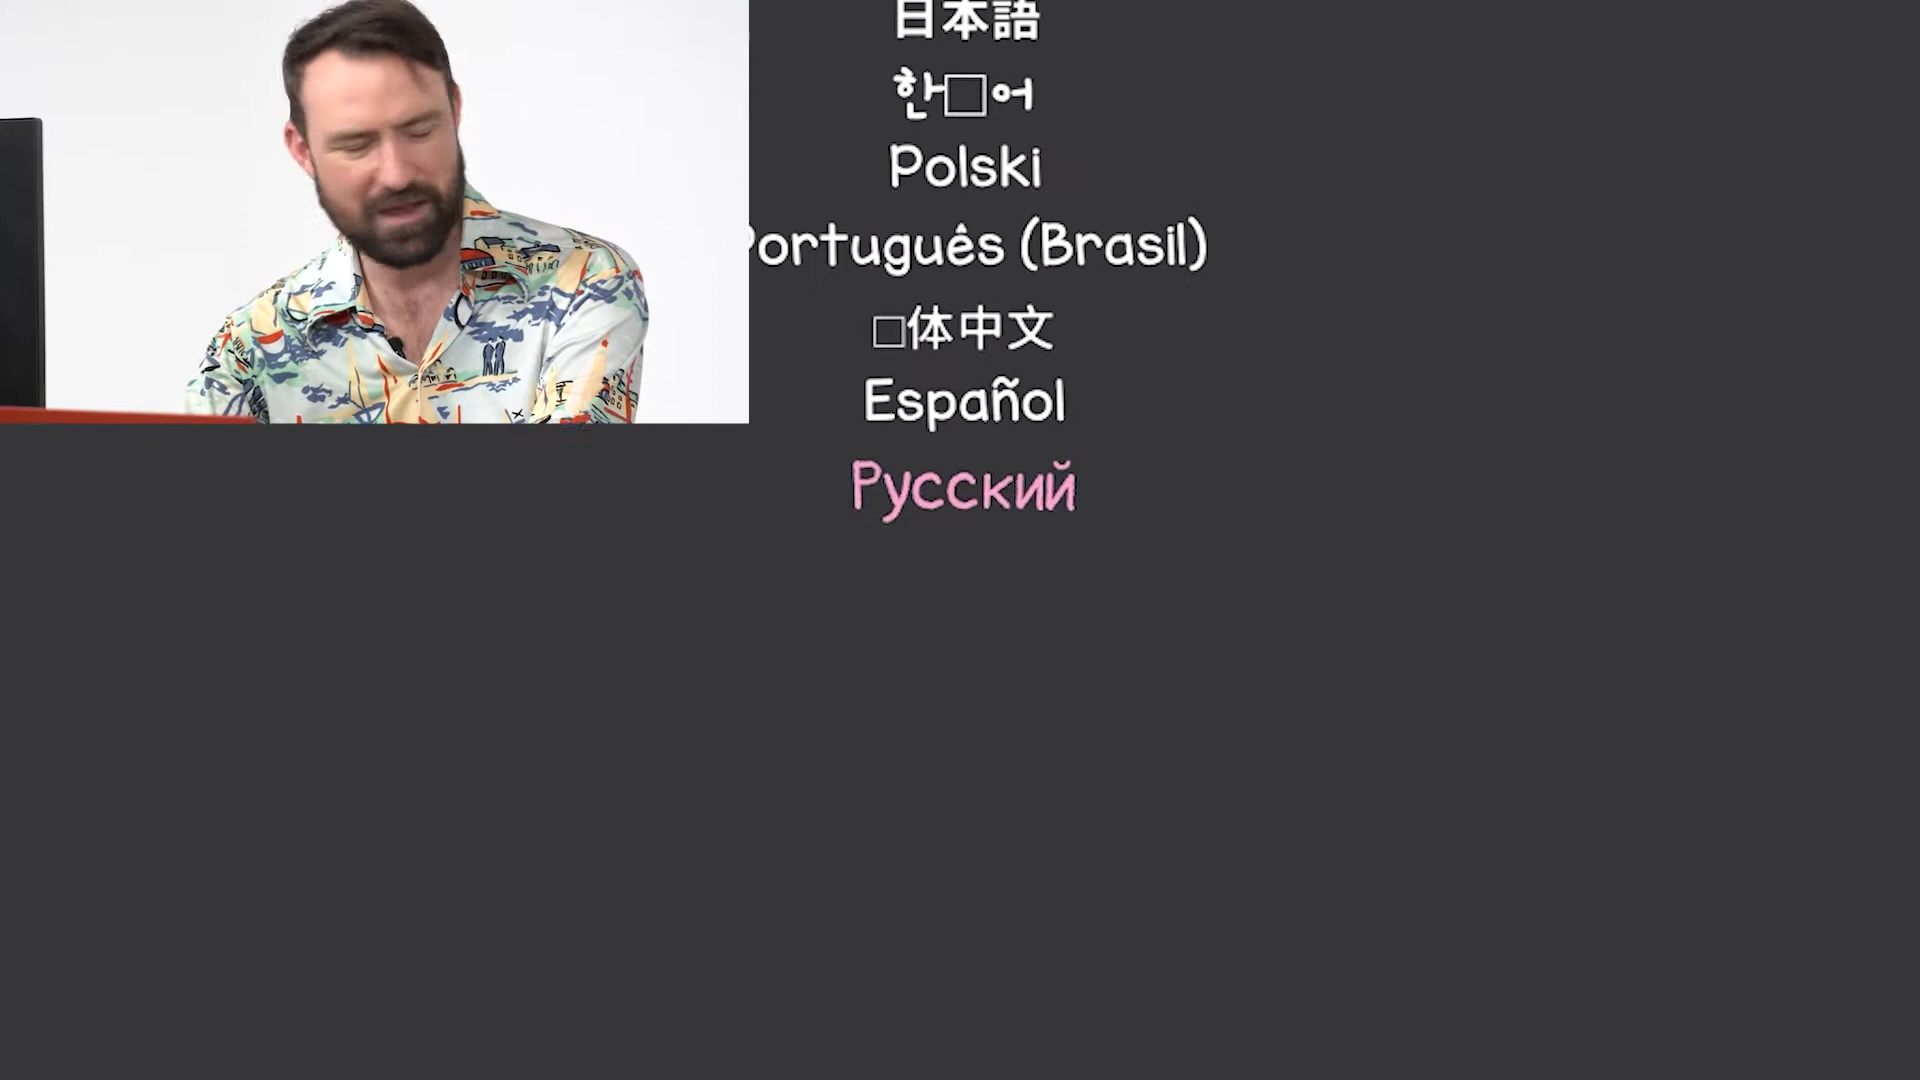 日本語
한□어
Polski
Português (Brasil)
□体中文
Español
Русский